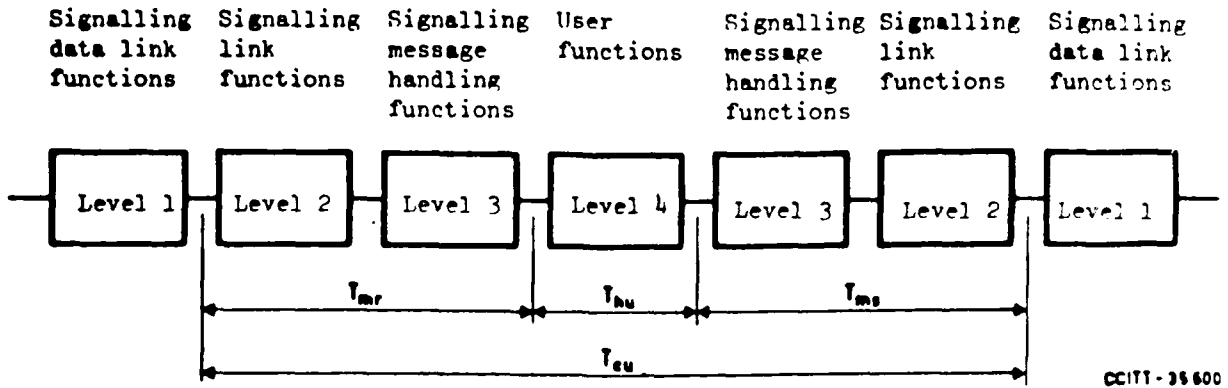 Signalling data link functions
Signalling link functions
Signalling message handling functions
User functions
Signalling message handling functions
Signalling link functions
Signalling data link functions
Level 1
Level 2
Level 3
Level 4
Level 3
Level 2
Level 1
Tmr
Thu
Tms
Tcu
CCITT-35600